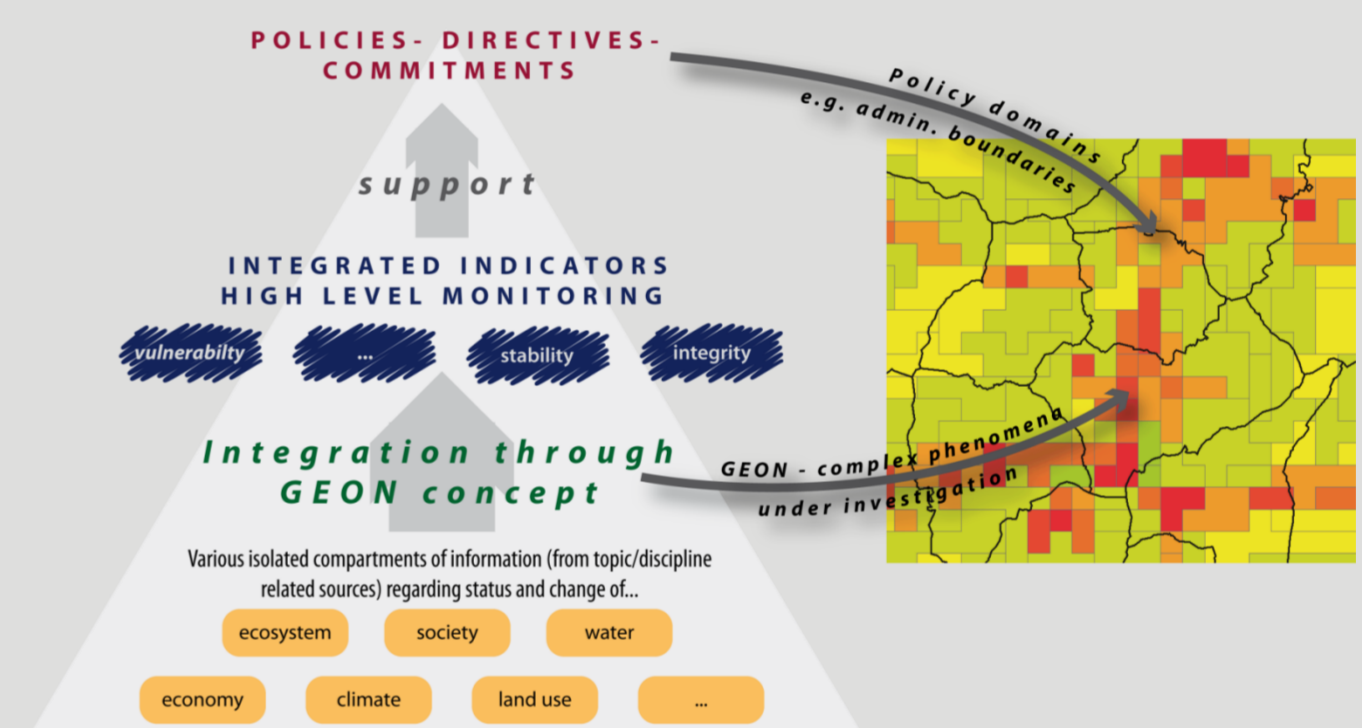 POLICIES- DIRECTIVES-
COMMITMENTS
Policy domains
e.g. admin. boundaries
support
INTEGRATED INDICATORS
HIGH LEVEL MONITORING
vulnerabilty
...
stability
integrity
Integration through
GEON concept
GEON - complex phenomena
under investigation
Various isolated compartments of information (from topic/discipline
related sources) regarding status and change of...
ecosystem
society
water
economy
climate
land use
...